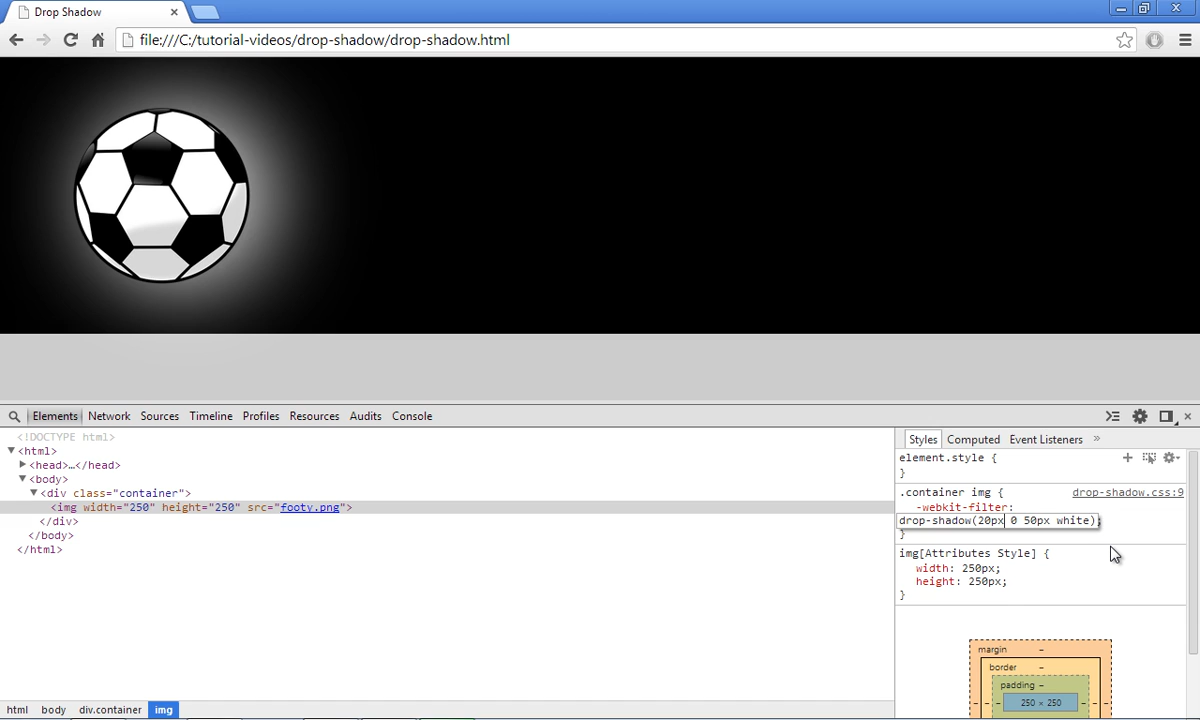 Drop Shadow
file:///C:/tutorial-videos/drop-shadow/drop-shadow.html
Elements Network Sources Timeline Profiles Resources Audits Console
<!DOCTYPE html>
<html>
<head>…</head>
<body>
<div class="container">
<img width="250" height="250" src="footy.png">
</div>
</body>
</html>
html body div.container img
Styles Computed Event Listeners »
element.style {
}
.container img { drop-shadow.css:9
-webkit-filter:
drop-shadow(20px 0 50px white);
}
img[Attributes Style] {
width: 250px;
height: 250px;
}
margin –
border –
padding –
– – – 250 × 250 – – –